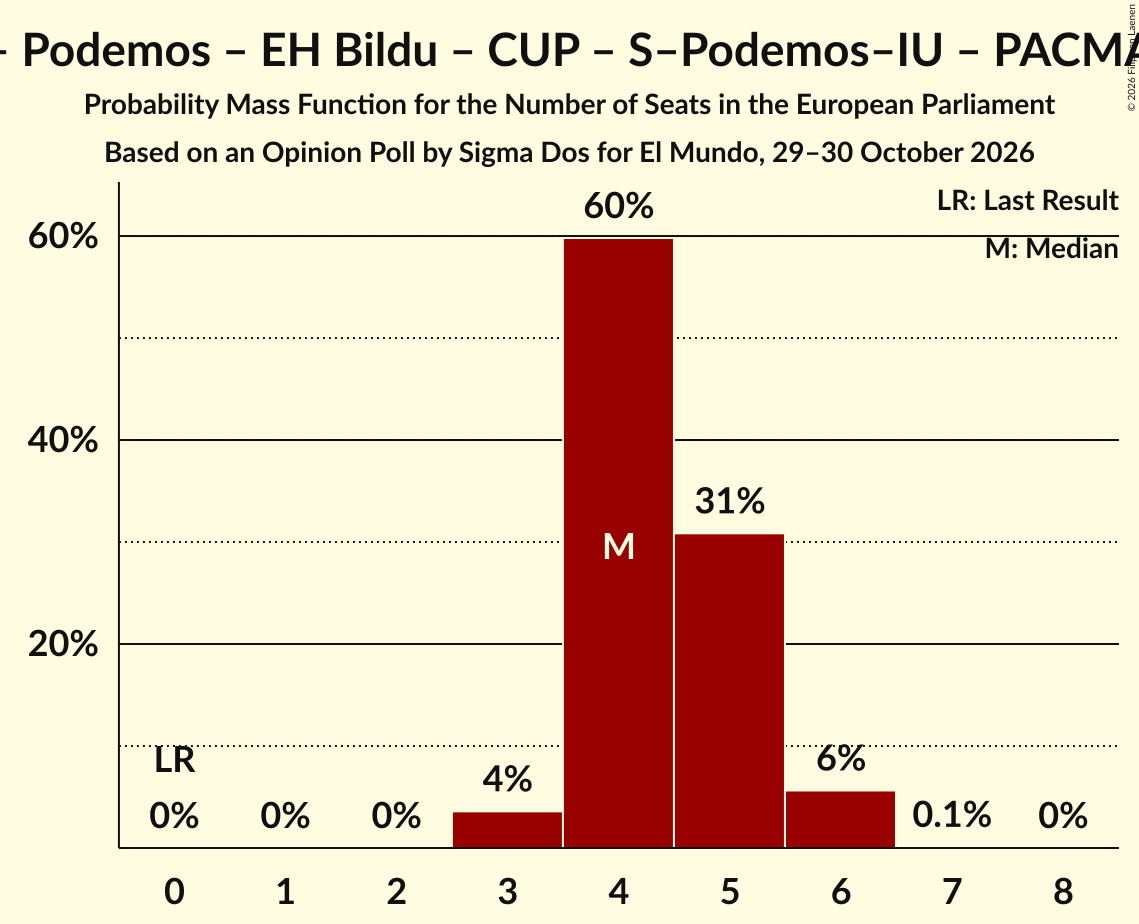 – Podemos – EH Bildu – CUP – S–Podemos–IU – PACMA
Probability Mass Function for the Number of Seats in the European Parliament
Based on an Opinion Poll by Sigma Dos for El Mundo, 29–30 October 2026
LR: Last Result
M: Median
60%
40%
20%
LR
0%
0%
0%
4%
60%
M
31%
6%
0.1%
0%
0 1 2 3 4 5 6 7 8